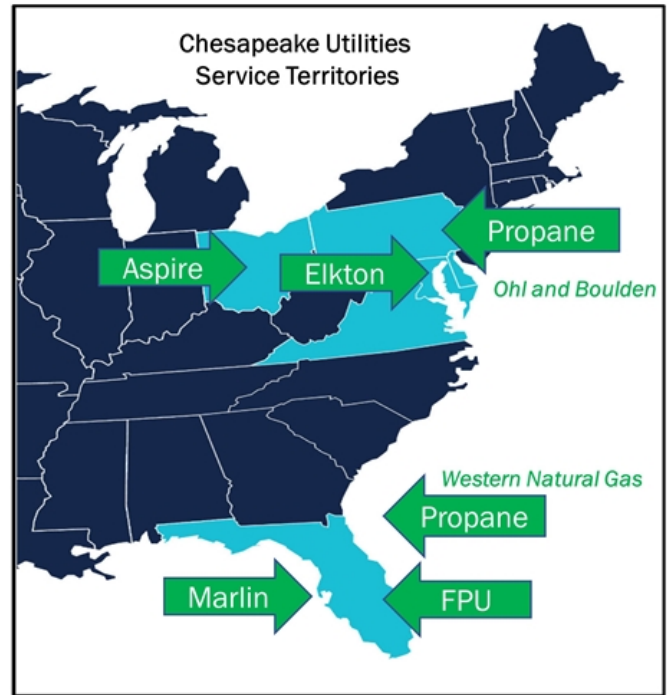 Chesapeake Utilities
Service Territories
Propane
Aspire
Elkton
Ohl and Boulden
Western Natural Gas
Propane
Marlin
FPU